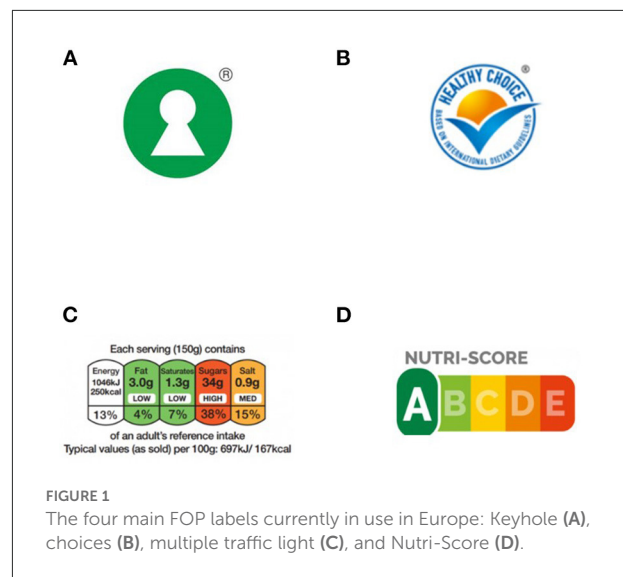 A
®
B
®
HEALTHY CHOICE
BASED ON INTERNATIONAL DIETARY GUIDELINES
C
Each serving (150g) contains
Energy Fat Saturates Sugars Salt
1046kJ 3.0g 1.3g 34g 0.9g
250kcal
LOW LOW HIGH MED
13% 4% 7% 38% 15%
of an adult's reference intake
Typical values (as sold) per 100g: 697kJ/ 167kcal
D
NUTRI-SCORE
A B C D E
FIGURE 1
The four main FOP labels currently in use in Europe: Keyhole (A),
choices (B), multiple traffic light (C), and Nutri-Score (D).